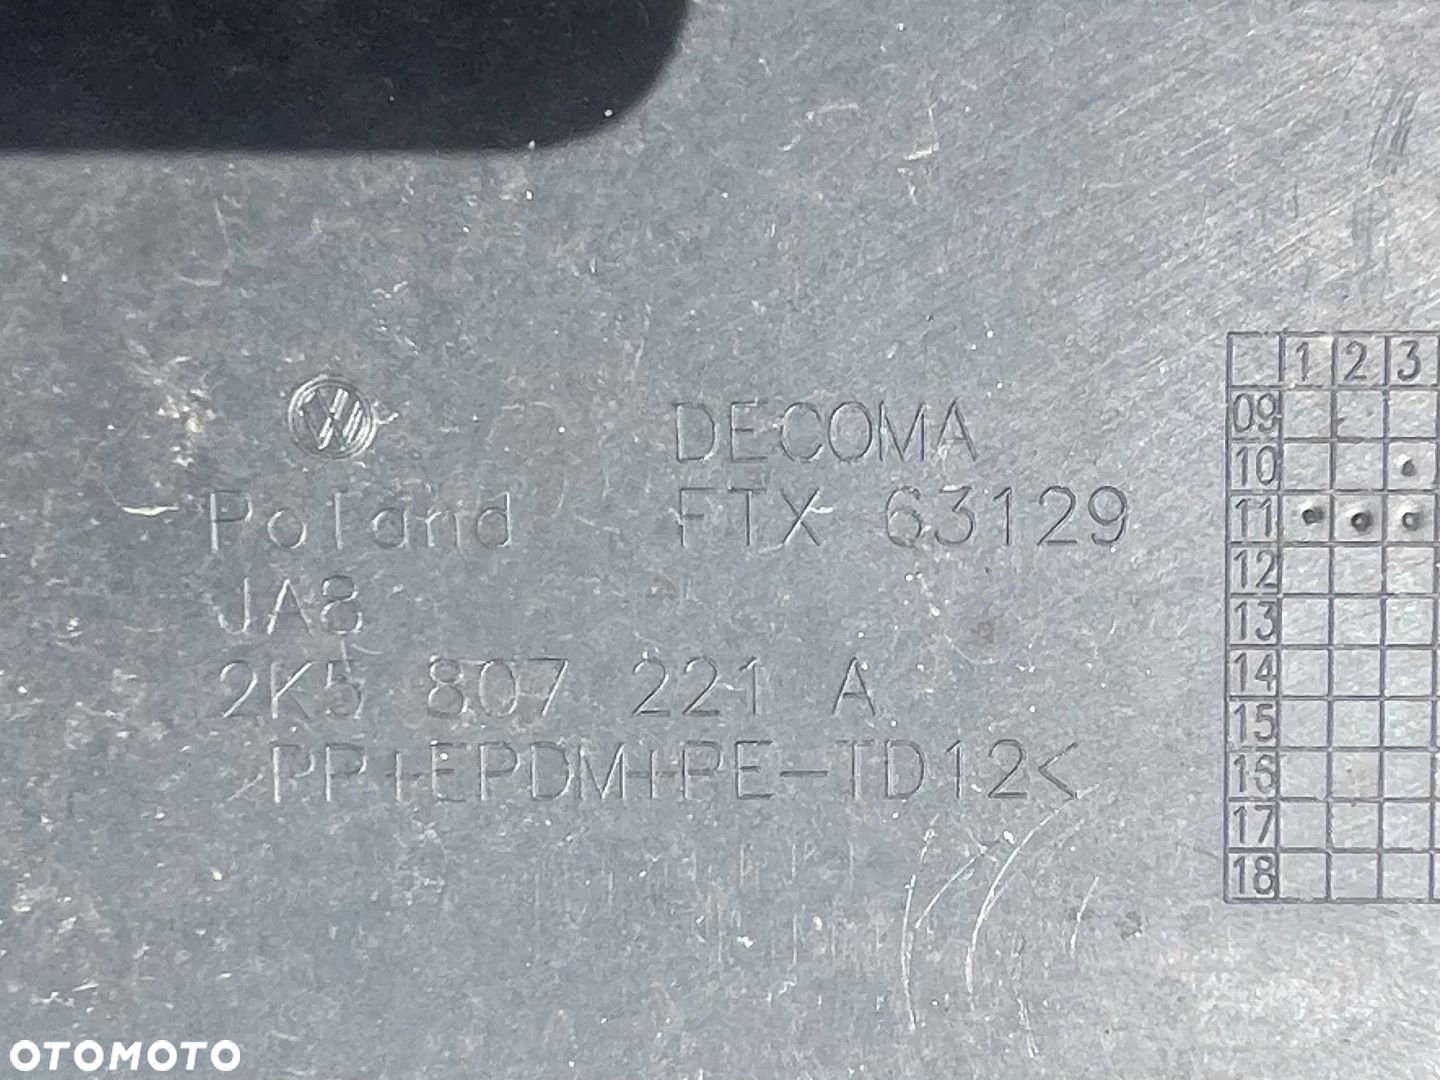 DECOMA
Poland FTX 63129
JA8
2K5 807 221 A
>PP+EPDM+PE-TD12<
1 2 3
09
10
11
12
13
14
15
16
17
18
OTOMOTO